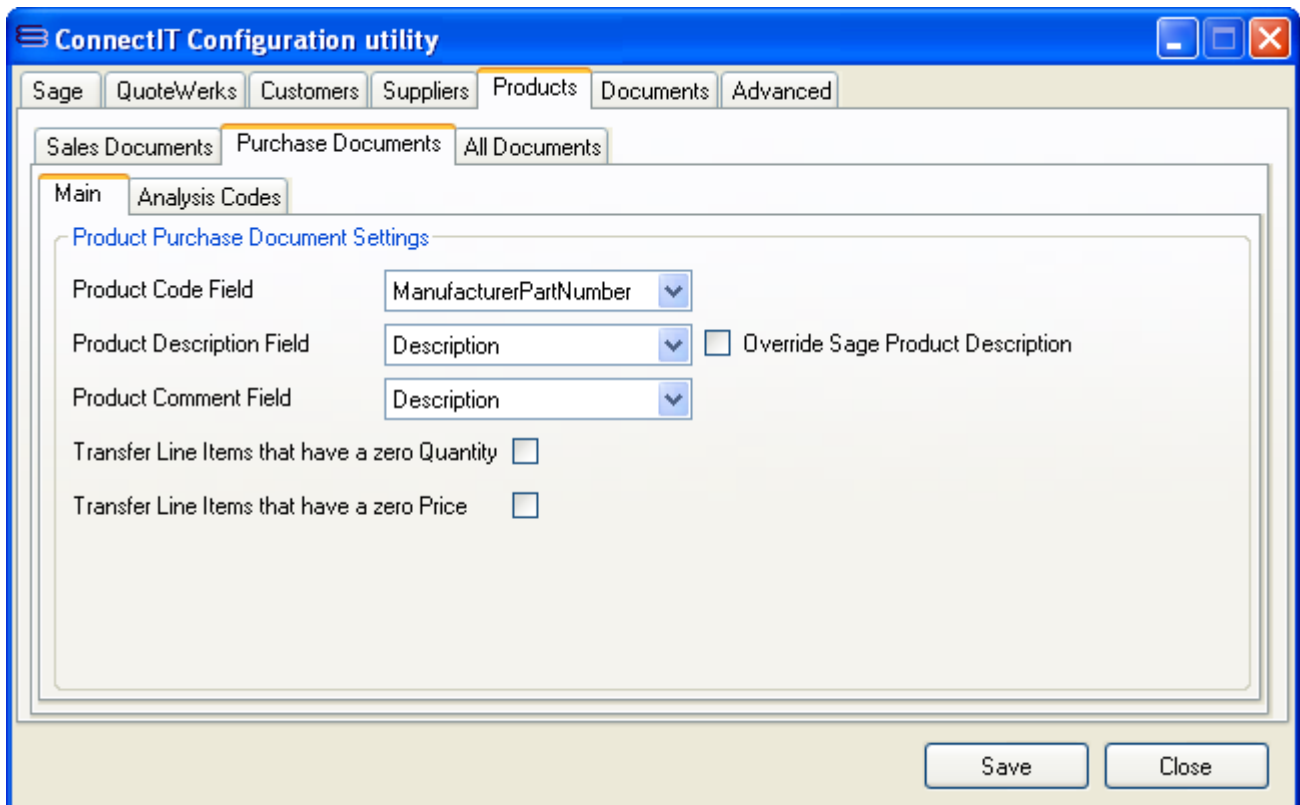 ConnectIT Configuration utility
Sage QuoteWerks Customers Suppliers Products Documents Advanced
Sales Documents Purchase Documents All Documents
Main Analysis Codes
Product Purchase Document Settings
Product Code Field ManufacturerPartNumber
Product Description Field Description Override Sage Product Description
Product Comment Field Description
Transfer Line Items that have a zero Quantity
Transfer Line Items that have a zero Price
Save Close